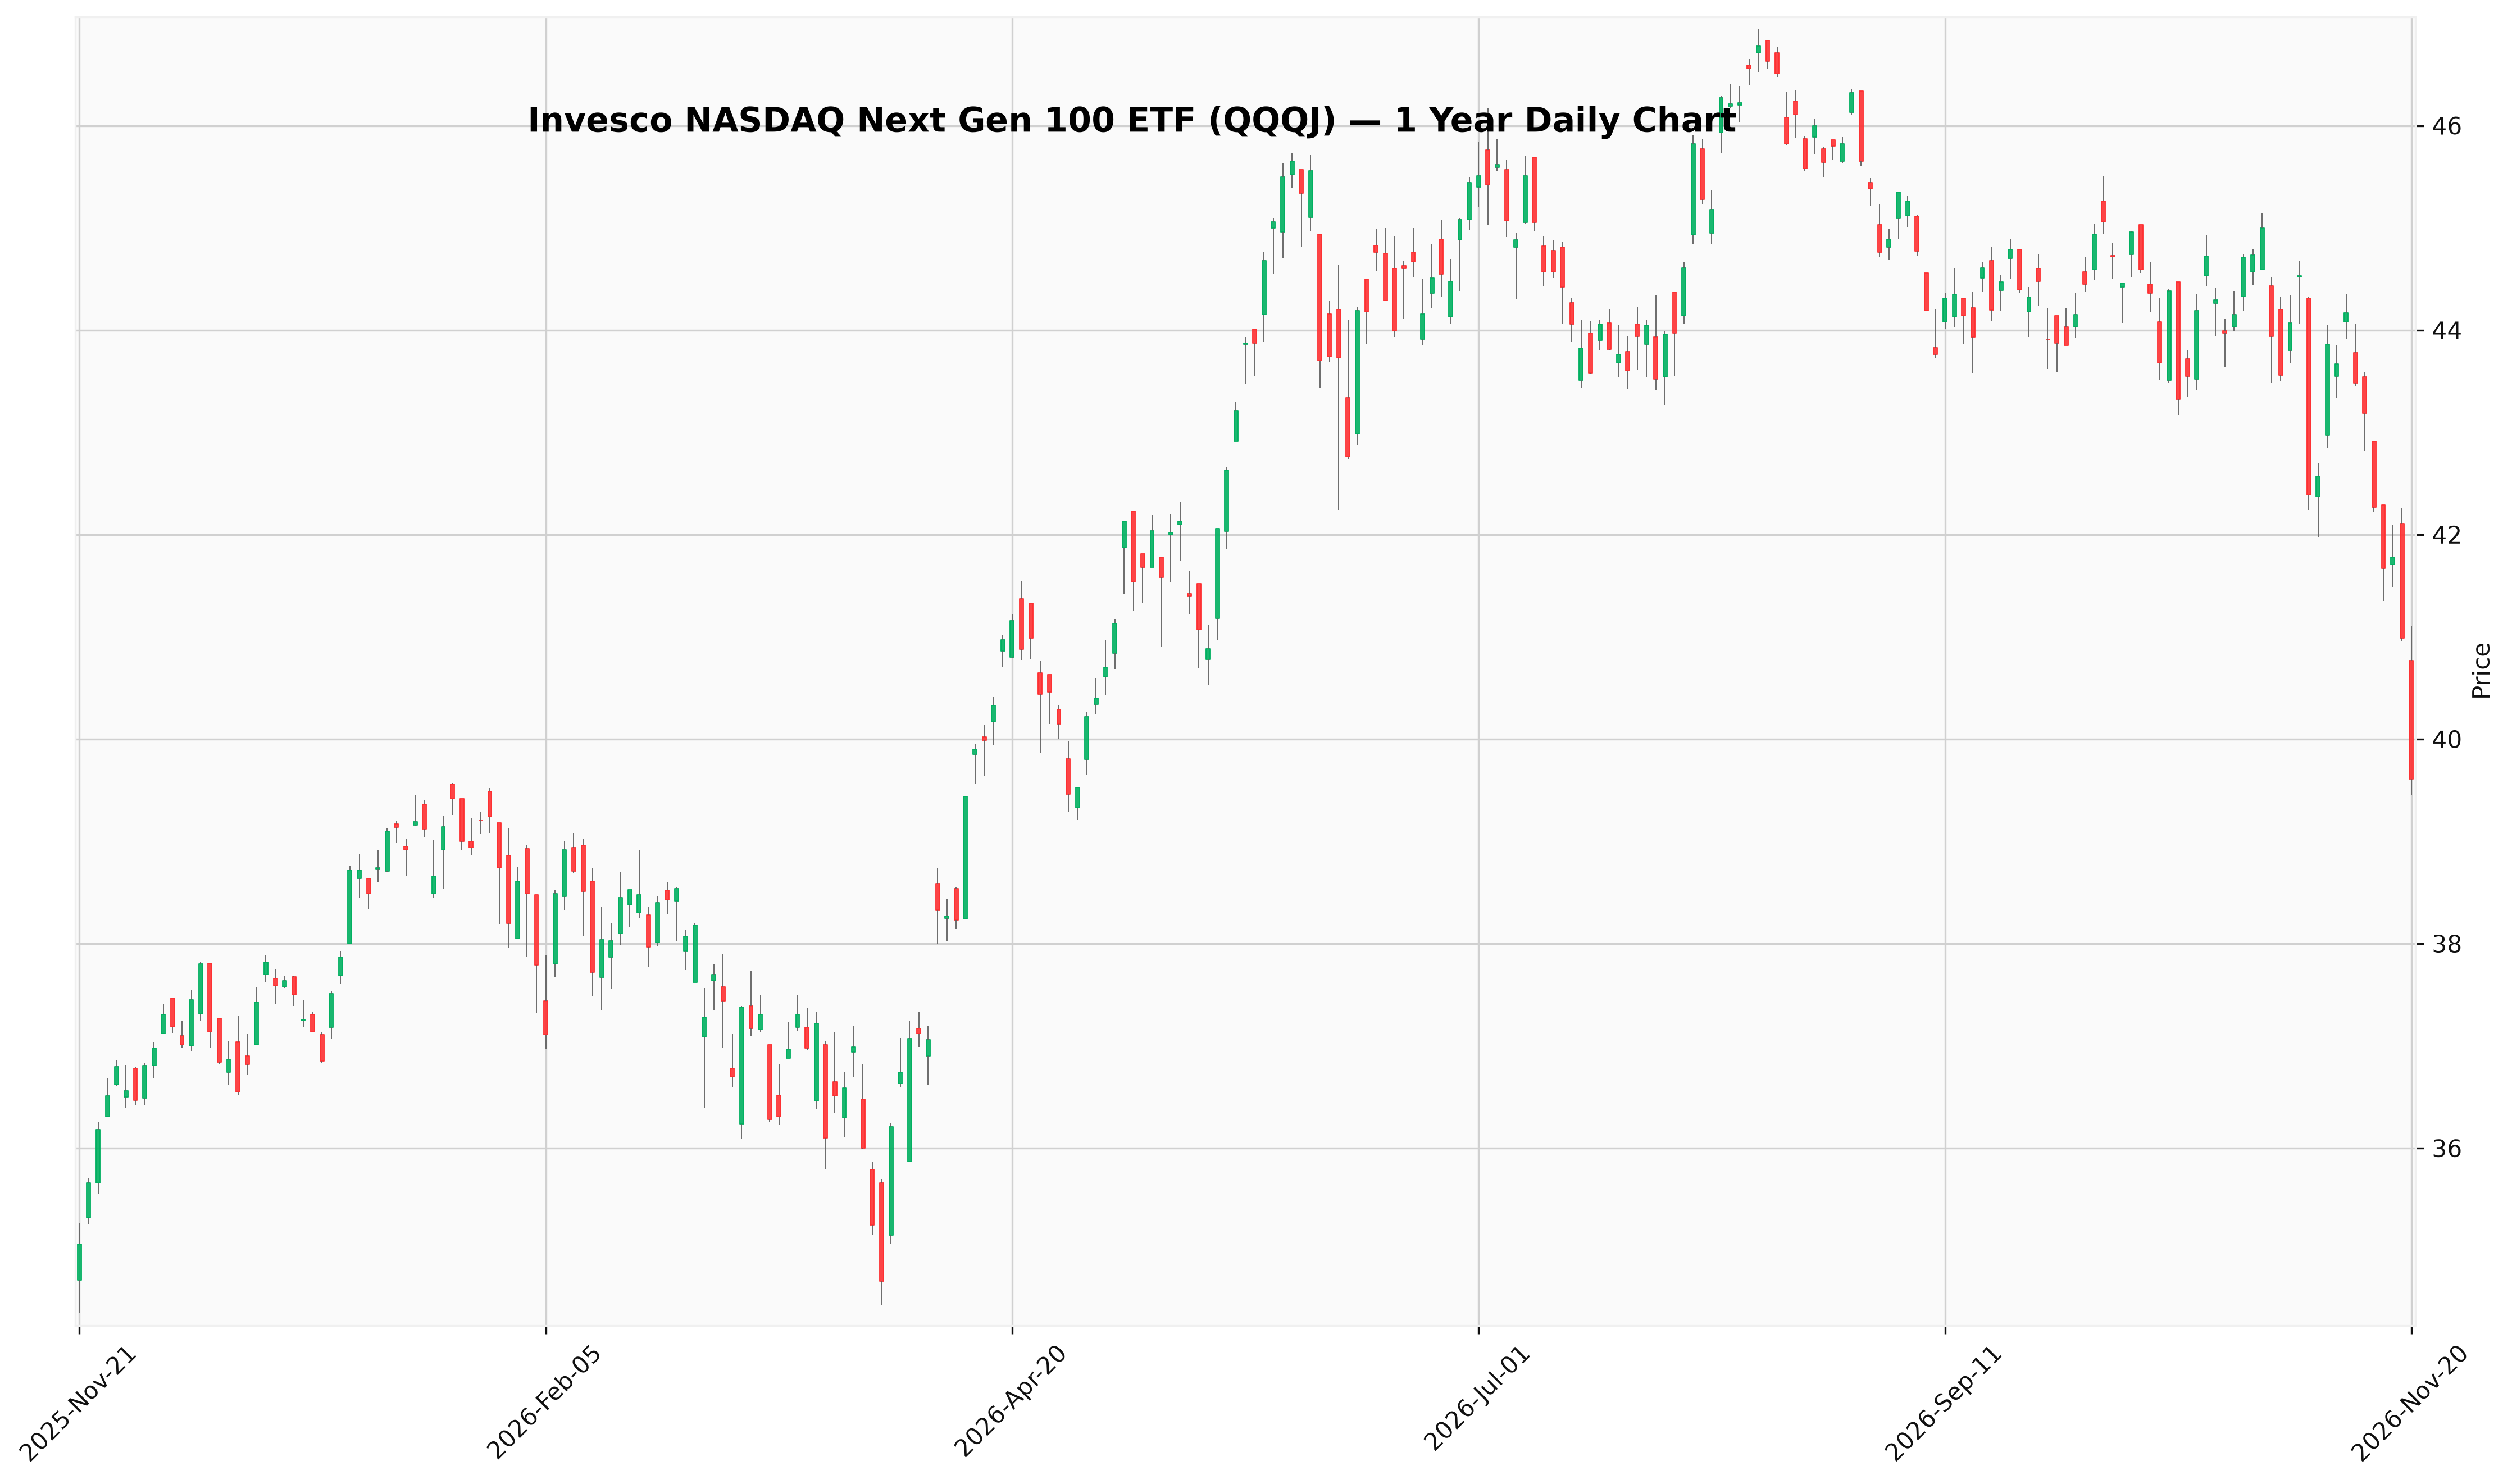 Invesco NASDAQ Next Gen 100 ETF (QQQJ) — 1 Year Daily Chart
46
44
42
40
38
36
Price
2025-Nov-21
2026-Feb-05
2026-Apr-20
2026-Jul-01
2026-Sep-11
2026-Nov-20